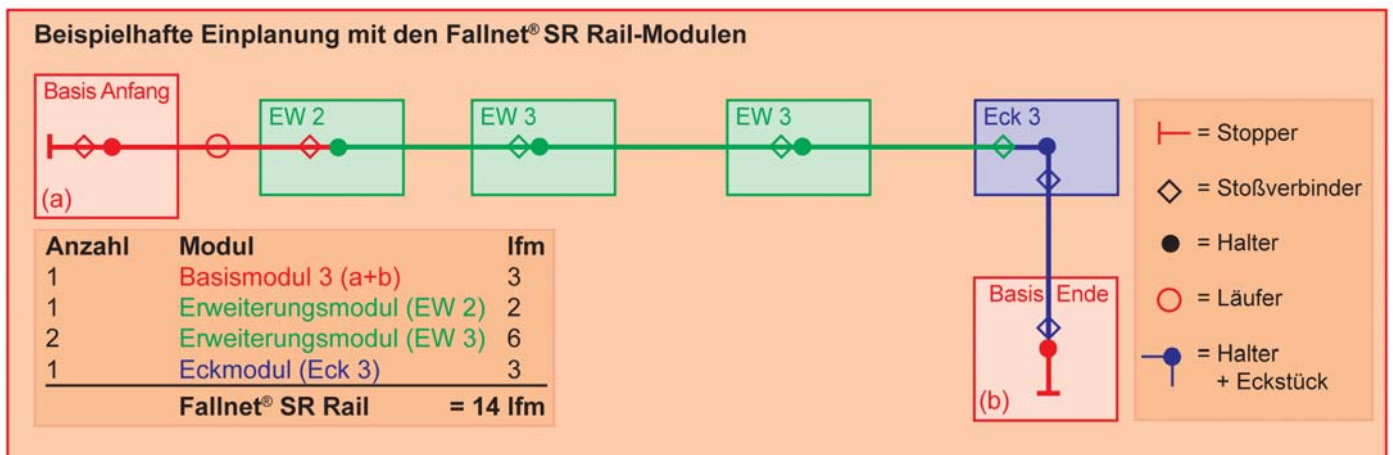 Beispielhafte Einplanung mit den Fallnet® SR Rail-Modulen
Basis Anfang
(a)
EW 2
EW 3
EW 3
Eck 3
Basis Ende
(b)
Anzahl Modul lfm
1 Basismodul 3 (a+b) 3
1 Erweiterungsmodul (EW 2) 2
2 Erweiterungsmodul (EW 3) 6
1 Eckmodul (Eck 3) 3
Fallnet® SR Rail = 14 lfm
= Stopper
= Stoßverbinder
= Halter
= Läufer
= Halter
+ Eckstück